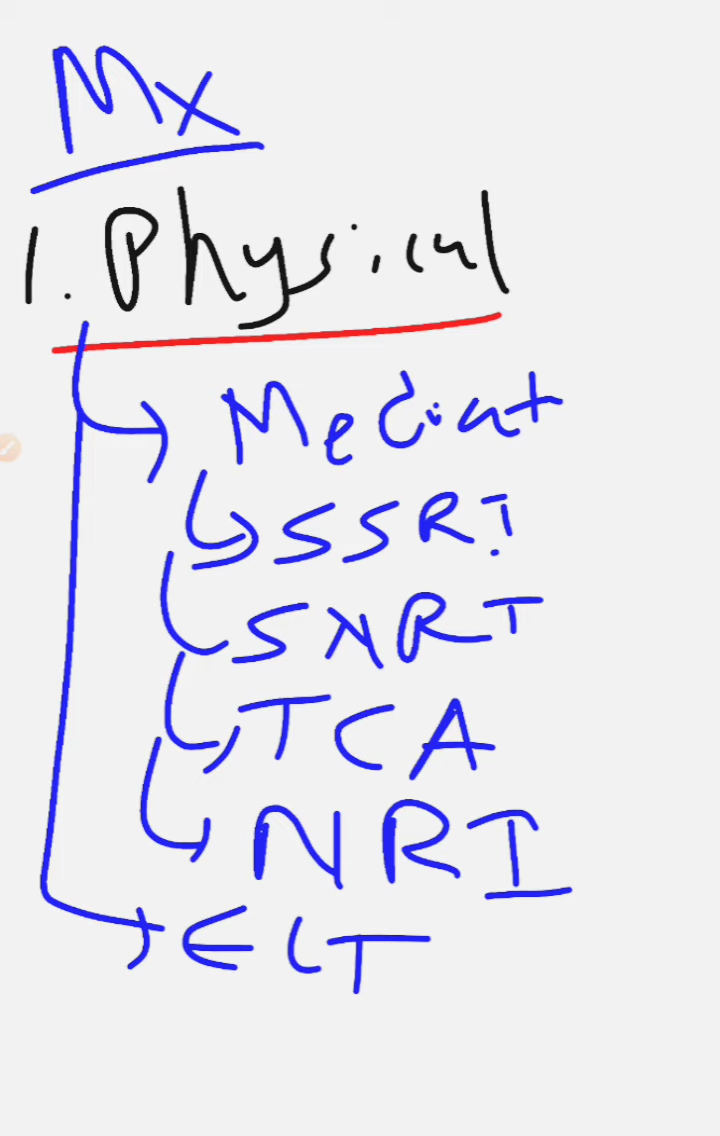 Mx
1. Physical
Medicat
SSRI
SNRI
TCA
NRI
ECT